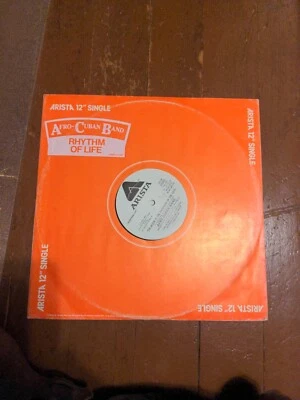 ARISTA 12" SINGLE
AFRO-CUBAN BAND
RHYTHM
OF LIFE
ARISTA
ARISTA 12" SINGLE
ARISTA 12" SINGLE
ARISTA 12" SINGLE